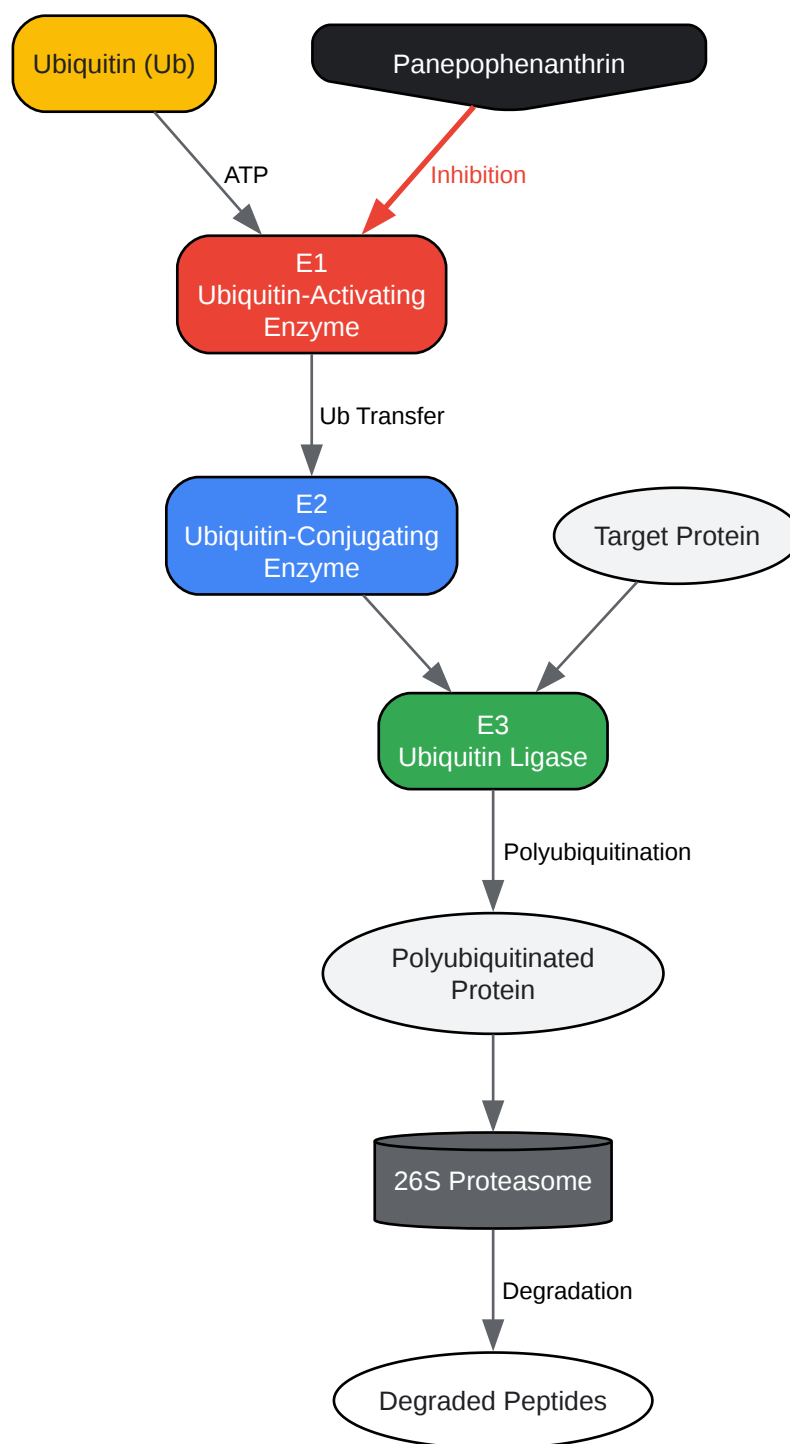 Ubiquitin (Ub)
Panepophenanthrin
ATP
Inhibition
E1
Ubiquitin-Activating
Enzyme
Ub Transfer
E2
Ubiquitin-Conjugating
Enzyme
Target Protein
E3
Ubiquitin Ligase
Polyubiquitination
Polyubiquitinated
Protein
26S Proteasome
Degradation
Degraded Peptides